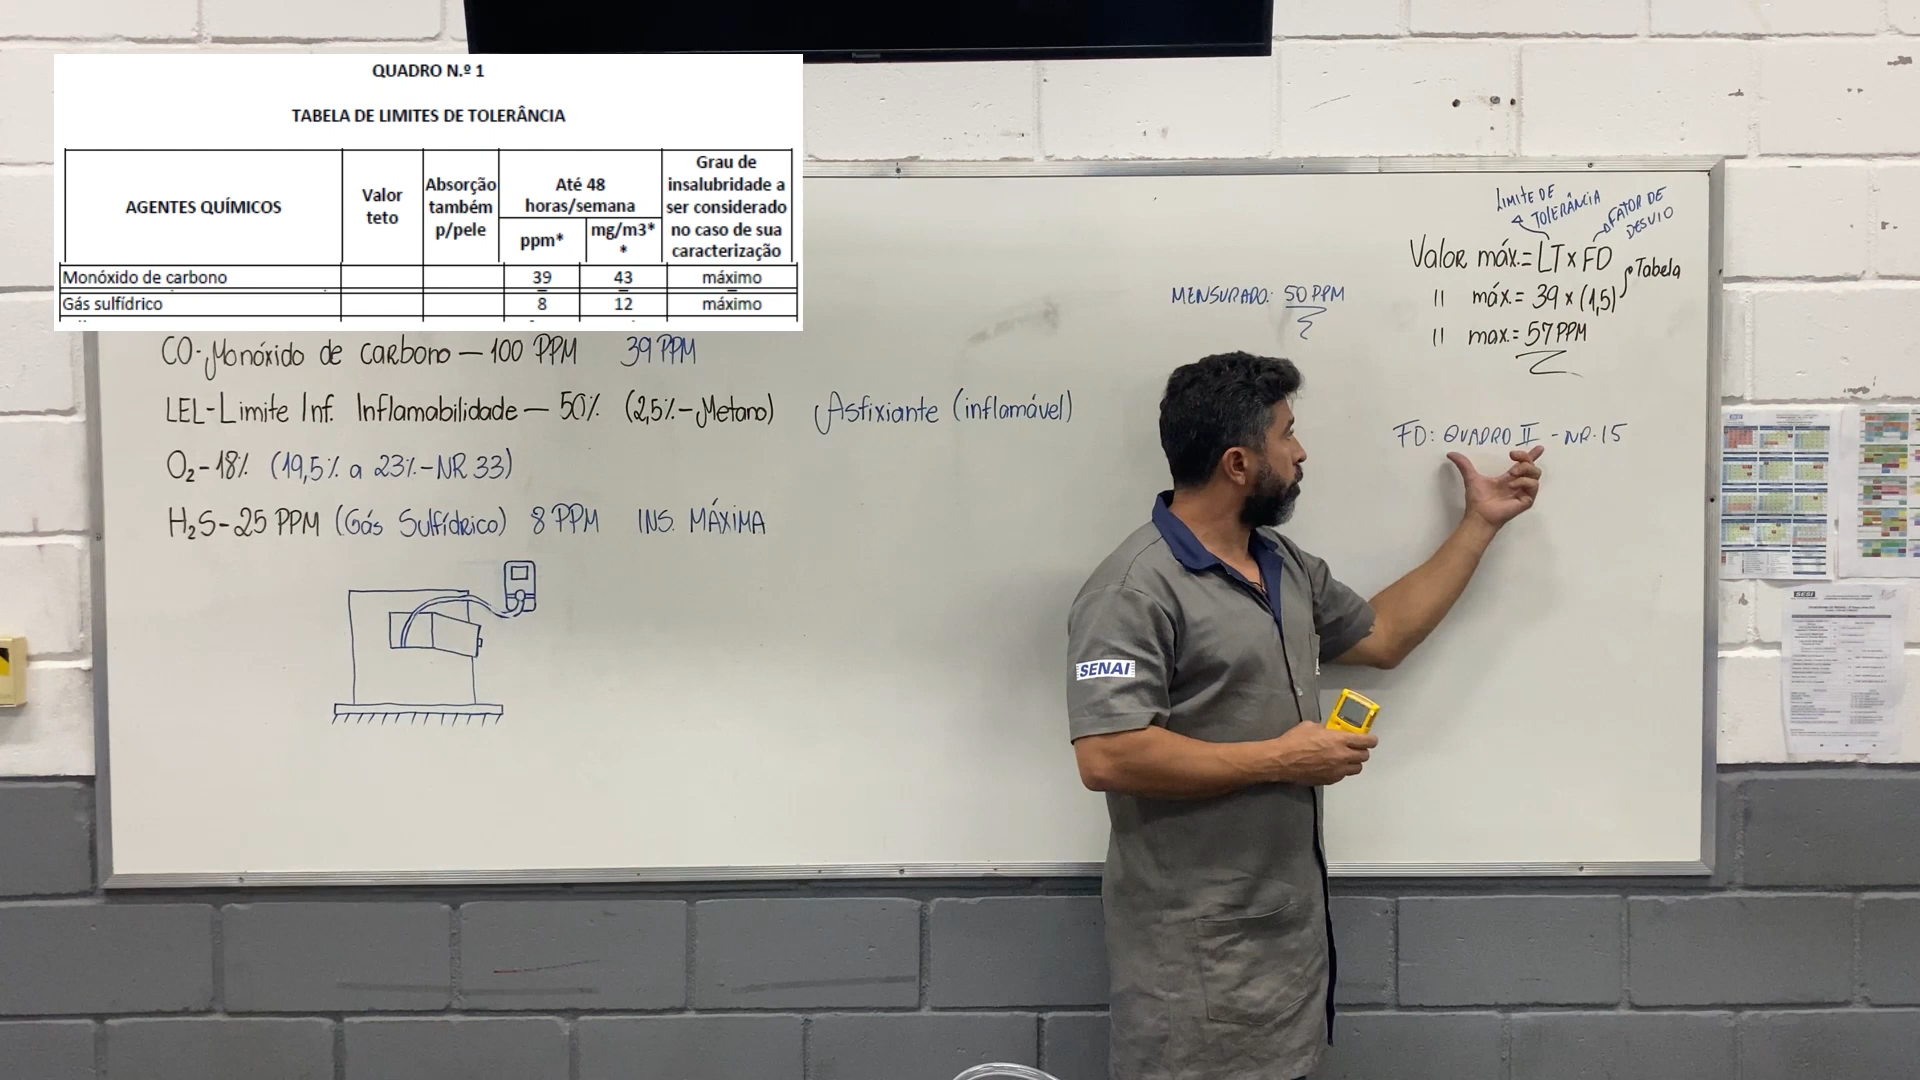 Panasonic
QUADRO N.º 1
TABELA DE LIMITES DE TOLERÂNCIA
AGENTES QUÍMICOS
Valor teto
Absorção também p/pele
Até 48 horas/semana
ppm*
mg/m3**
Grau de insalubridade a ser considerado no caso de sua caracterização
Monóxido de carbono 39 43 máximo
Gás sulfídrico 8 12 máximo
CO-Monóxido de carbono — 100 PPM 39 PPM
LEL-Limite Inf. Inflamabilidade — 50% (2,5%-Metano) Asfixiante (inflamável)
O₂-18% (19,5% a 23%-NR 33)
H₂S-25 PPM (Gás Sulfídrico) 8 PPM INS. MÁXIMA
MENSURADO: 50 PPM
LIMITE DE TOLERÂNCIA
FATOR DE DESVIO
Valor máx.= LT x FD
Tabela
" máx.= 39 x (1,5)
" max.= 57 PPM
FD: QUADRO II - NR-15
SENAI
SESI